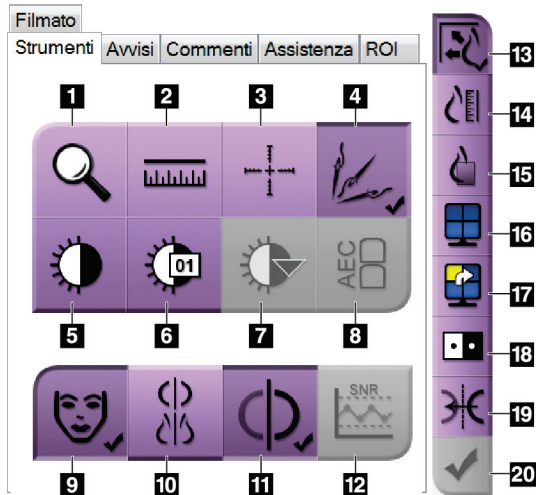 Filmato
Strumenti Avvisi Commenti Assistenza ROI
1 2 3 4
13
14
15
01
AEC
16
5 6 7 8
17
18
SNR
19
9 10 11 12
20